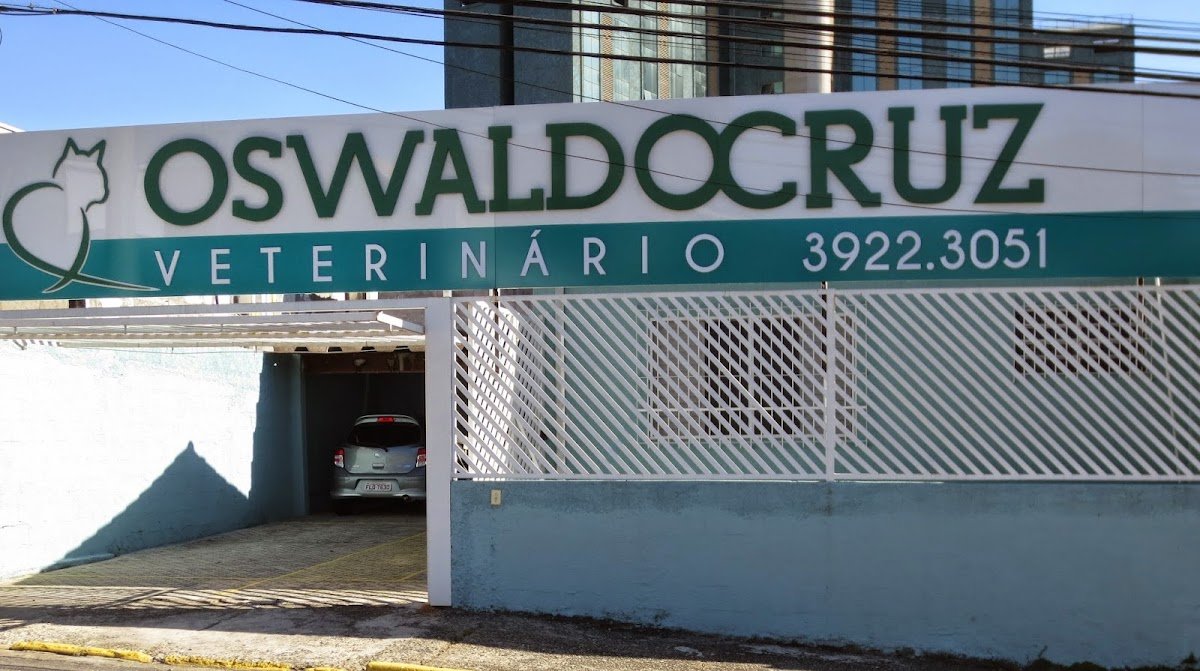 OSWALDOCRUZ
VETERINÁRIO 3922.3051